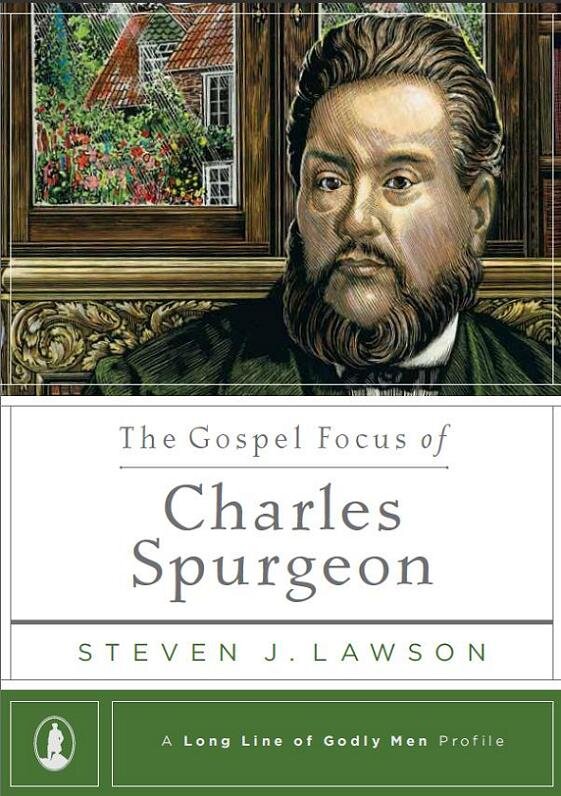 The Gospel Focus of
Charles
Spurgeon
STEVEN J. LAWSON
A Long Line of Godly Men Profile